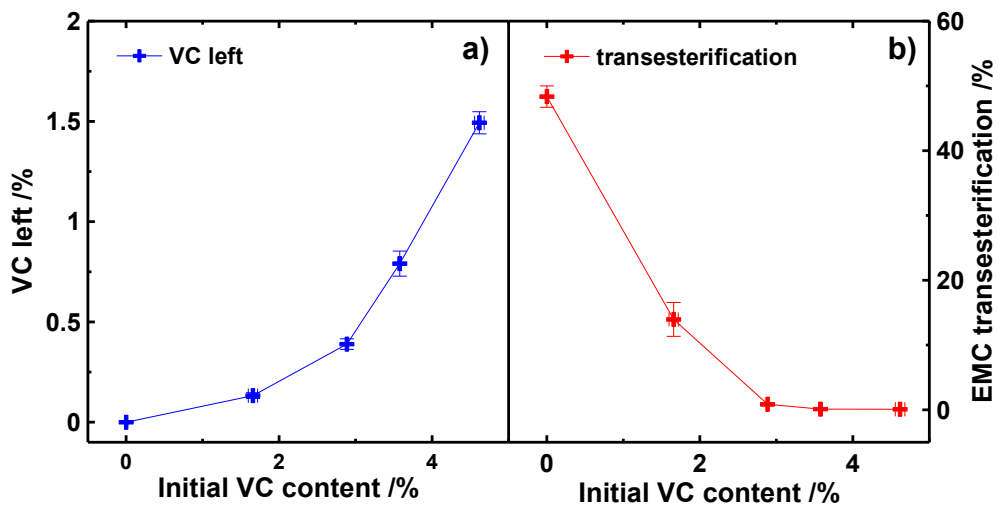 VC left
a)
2
1.5
1
0.5
0
VC left /%
0
2
4
Initial VC content /%
transesterification
b)
60
40
20
0
EMC transesterification /%
0
2
4
Initial VC content /%